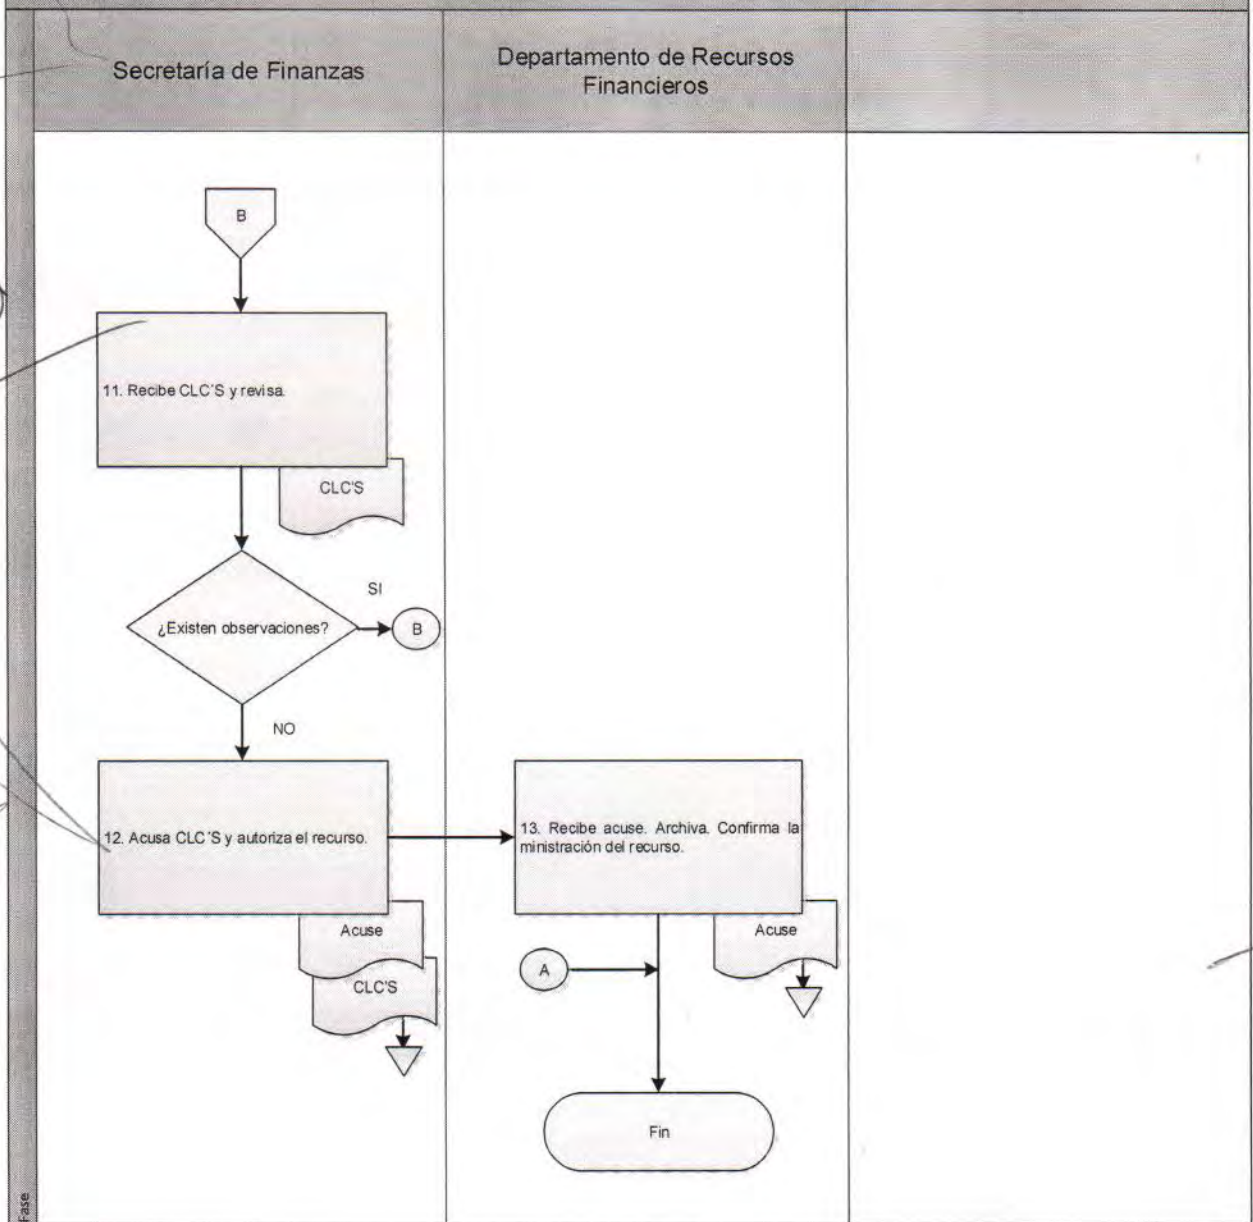 Secretaría de Finanzas
Departamento de Recursos
Financieros
B
11. Recibe CLC´S y revisa.
CLC'S
¿Existen observaciones?
SI
B
NO
12. Acusa CLC´S y autoriza el recurso.
Acuse
CLC'S
13. Recibe acuse. Archiva. Confirma la
ministración del recurso.
Acuse
A
Fin
Fase